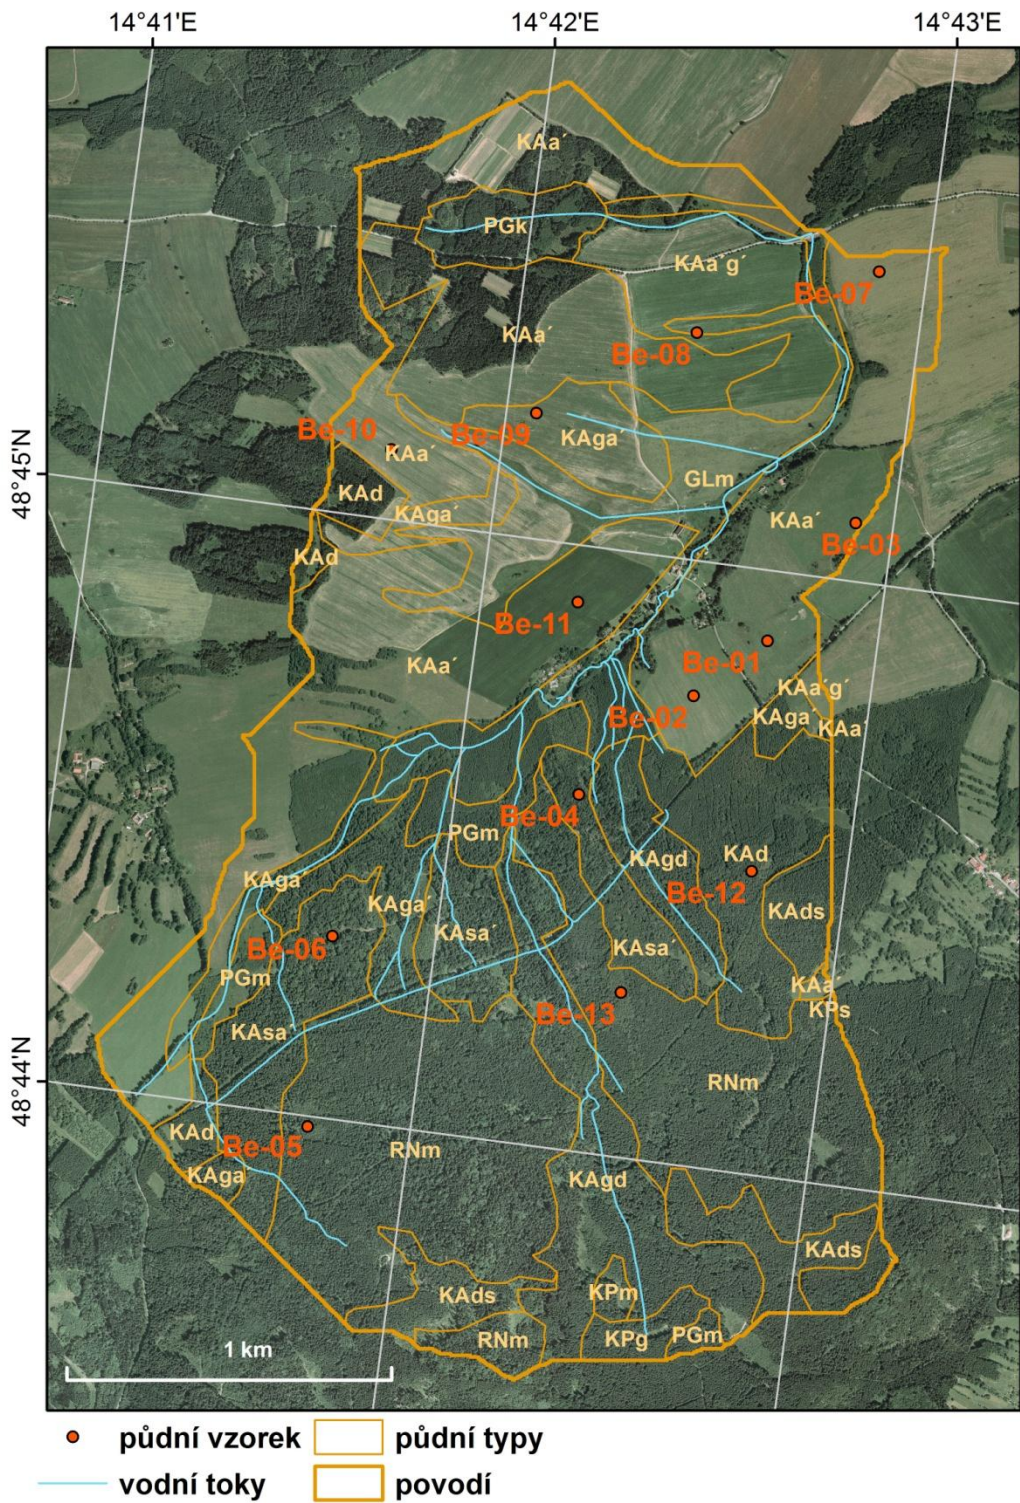 14°41'E 14°42'E 14°43'E
KAa´
PGk
KAa´g´
Be-07
KAa´
Be-08
Be-10
Be-09
KAga´
KAa´
48°45'N
GLm
KAd
KAga´
KAa´
Be-03
KAd
Be-11
Be-01
KAa´
KAa´g´
Be-02
KAga´
KAa´
Be-04
PGm
KAgd
KAd
KAga
Be-12
KAga´
KAds
KAsa´
KAsa´
Be-06
PGm
KAa´
KPs
Be-13
KAsa´
48°44'N
RNm
KAd
Be-05
RNm
KAga
KAgd
KAds
KAds
KPm
RNm
KPg
PGm
1 km
půdní vzorek půdní typy
vodní toky povodí